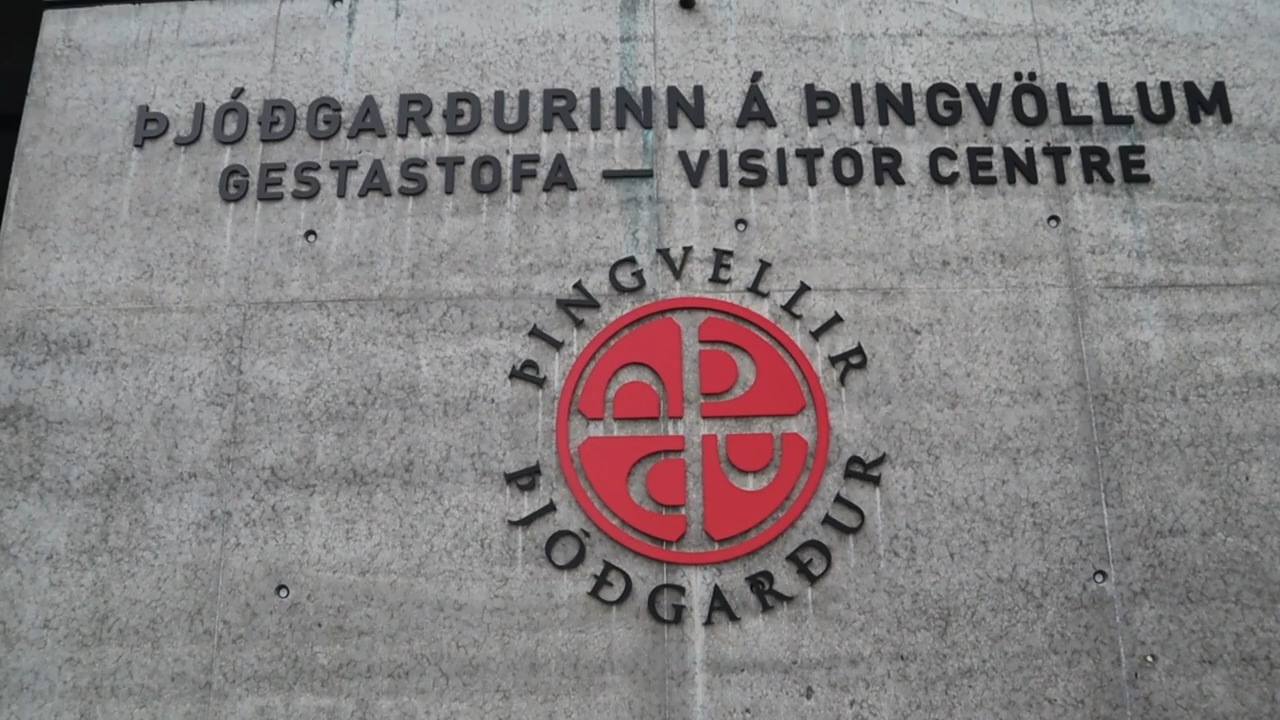 ÞJÓÐGARÐURINN Á ÞINGVÖLLUM
GESTASTOFA — VISITOR CENTRE
ÞINGVELLIR
ÞJÓÐGARÐUR